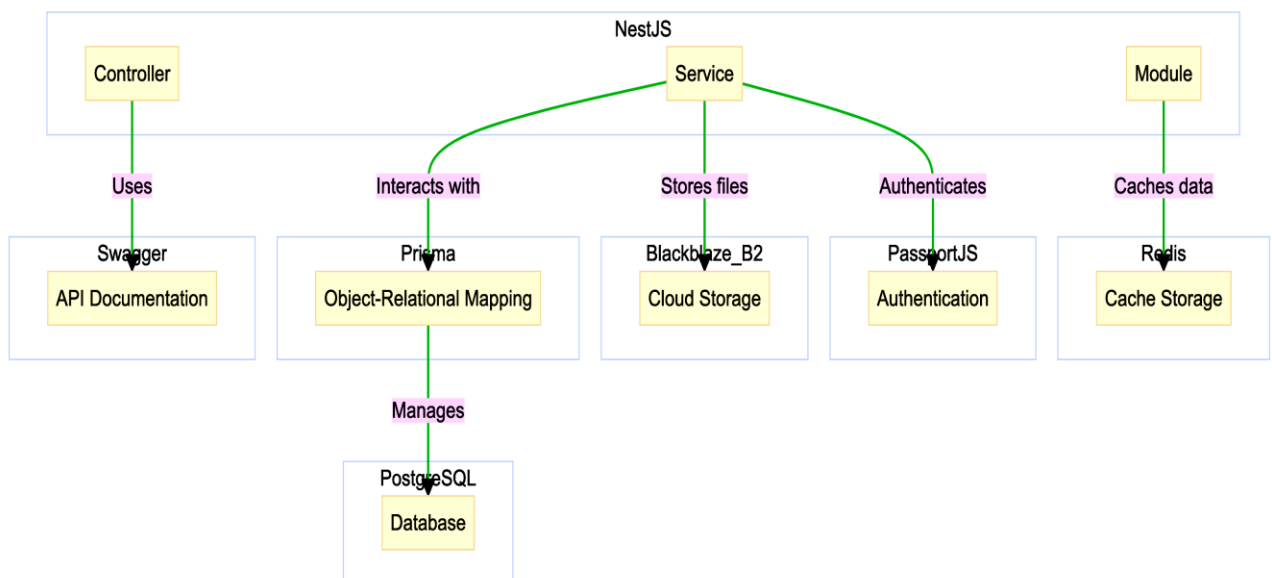 NestJS
Controller
Service
Module
Uses
Interacts with
Stores files
Authenticates
Caches data
Swagger
Prisma
Blackblaze_B2
PassportJS
Redis
API Documentation
Object-Relational Mapping
Cloud Storage
Authentication
Cache Storage
Manages
PostgreSQL
Database